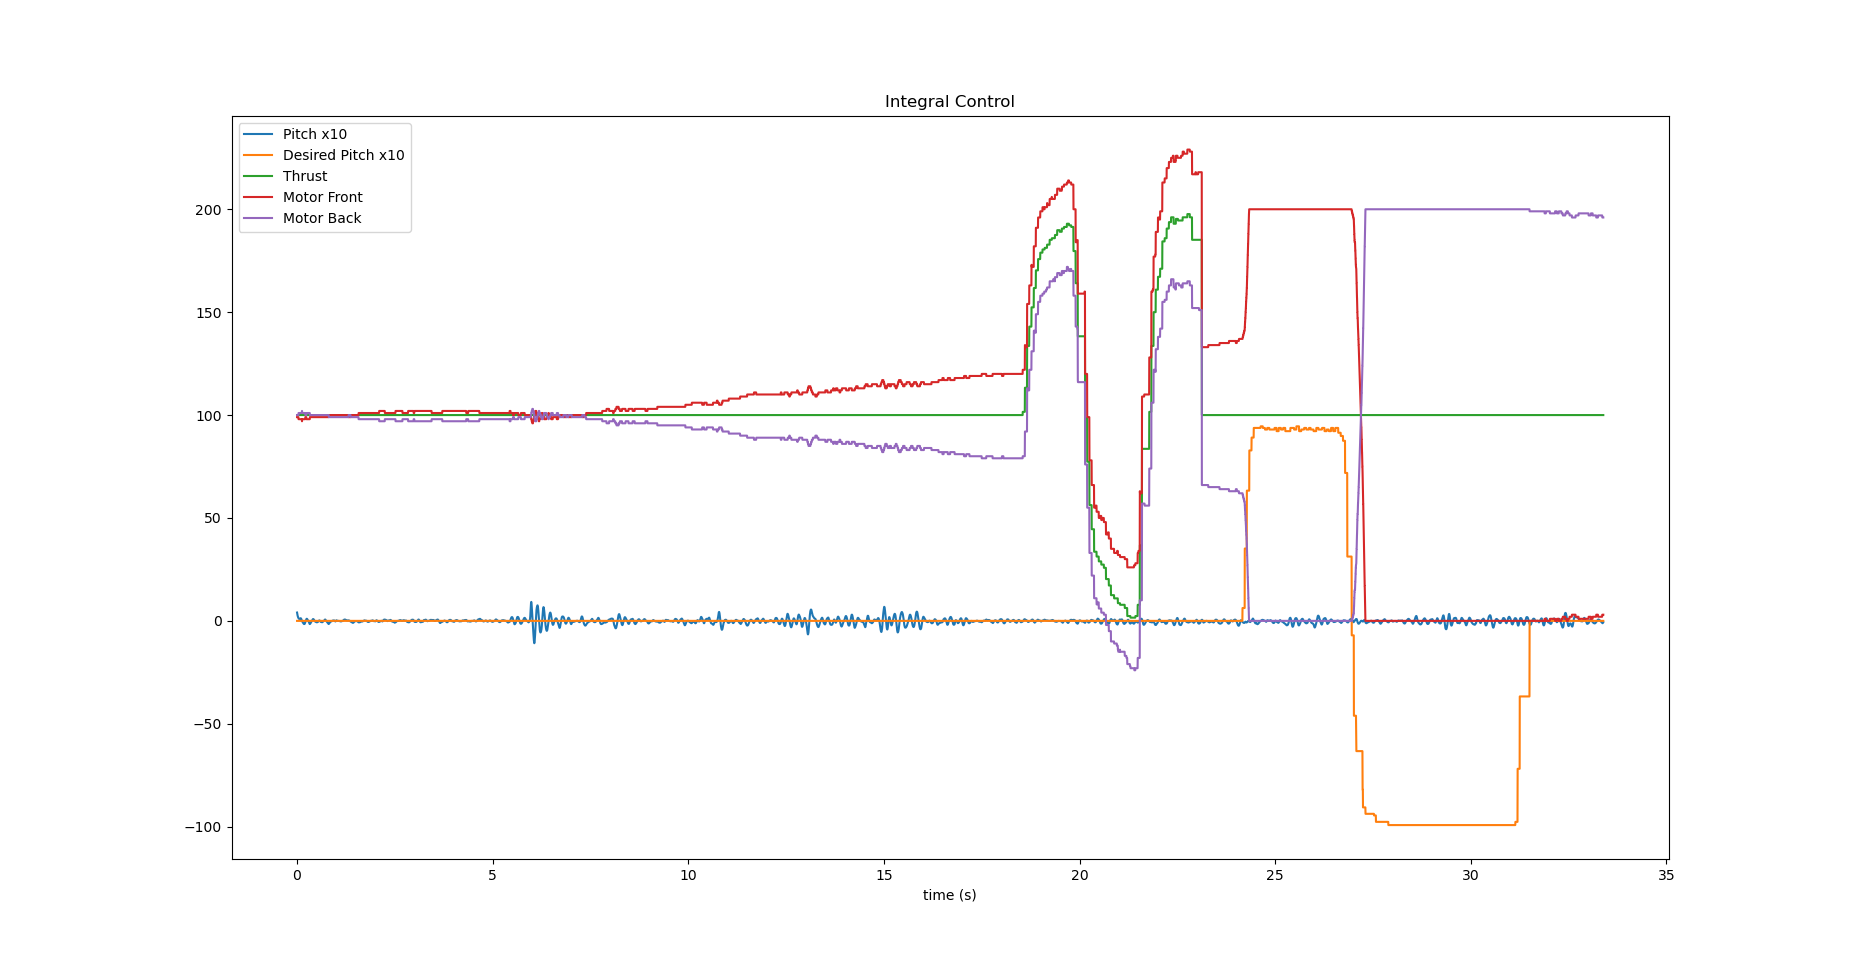 Integral Control
Pitch x10
Desired Pitch x10
Thrust
Motor Front
Motor Back
200
150
100
50
0
−50
−100
0 5 10 15 20 25 30 35
time (s)